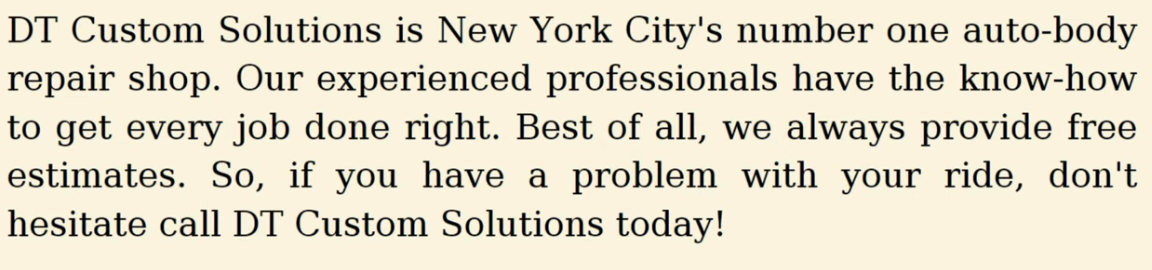 DT Custom Solutions is New York City's number one auto-body
repair shop. Our experienced professionals have the know-how
to get every job done right. Best of all, we always provide free
estimates. So, if you have a problem with your ride, don't
hesitate call DT Custom Solutions today!